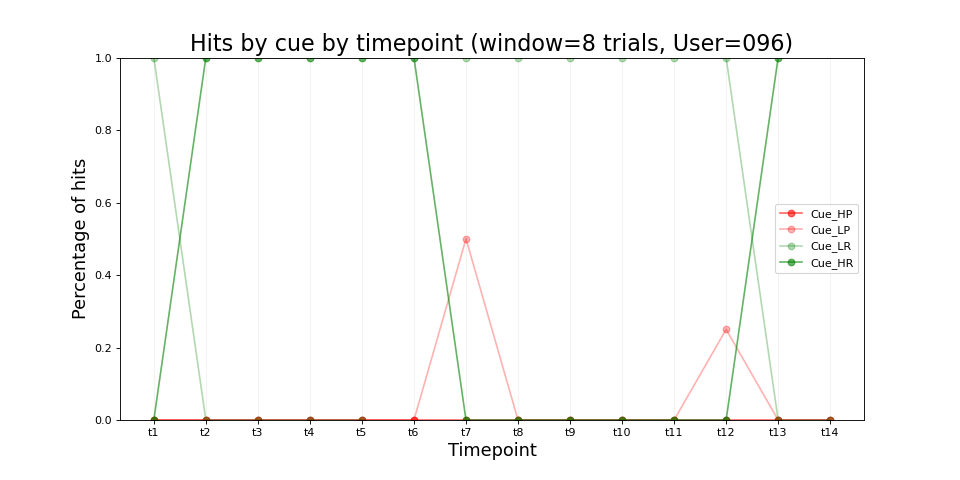 Hits by cue by timepoint (window=8 trials, User=096)
Percentage of hits
1.0
0.8
0.6
0.4
0.2
0.0
Cue_HP
Cue_LP
Cue_LR
Cue_HR
t1 t2 t3 t4 t5 t6 t7 t8 t9 t10 t11 t12 t13 t14
Timepoint